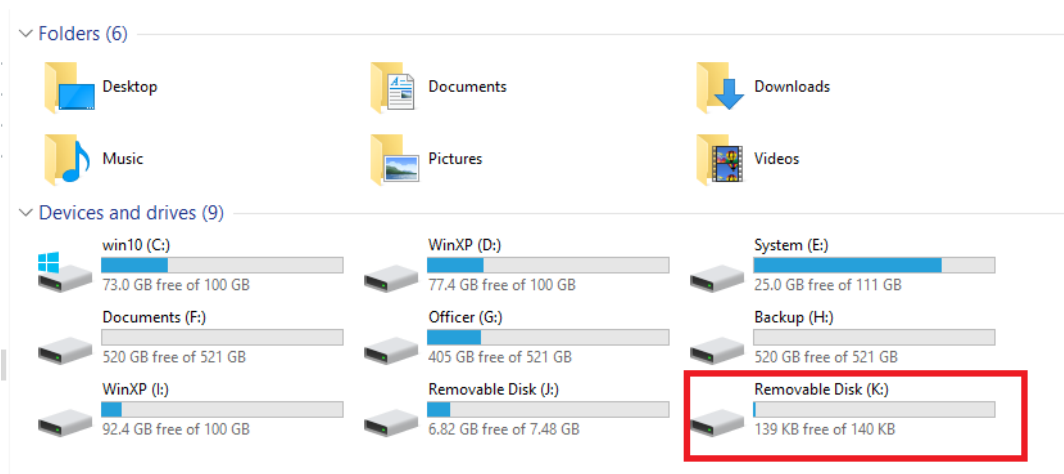 Folders (6)
Desktop Documents Downloads
Music Pictures Videos
Devices and drives (9)
win10 (C:) WinXP (D:) System (E:)
73.0 GB free of 100 GB 77.4 GB free of 100 GB 25.0 GB free of 111 GB
Documents (F:) Officer (G:) Backup (H:)
520 GB free of 521 GB 405 GB free of 521 GB 520 GB free of 521 GB
WinXP (I:) Removable Disk (J:) Removable Disk (K:)
92.4 GB free of 100 GB 6.82 GB free of 7.48 GB 139 KB free of 140 KB